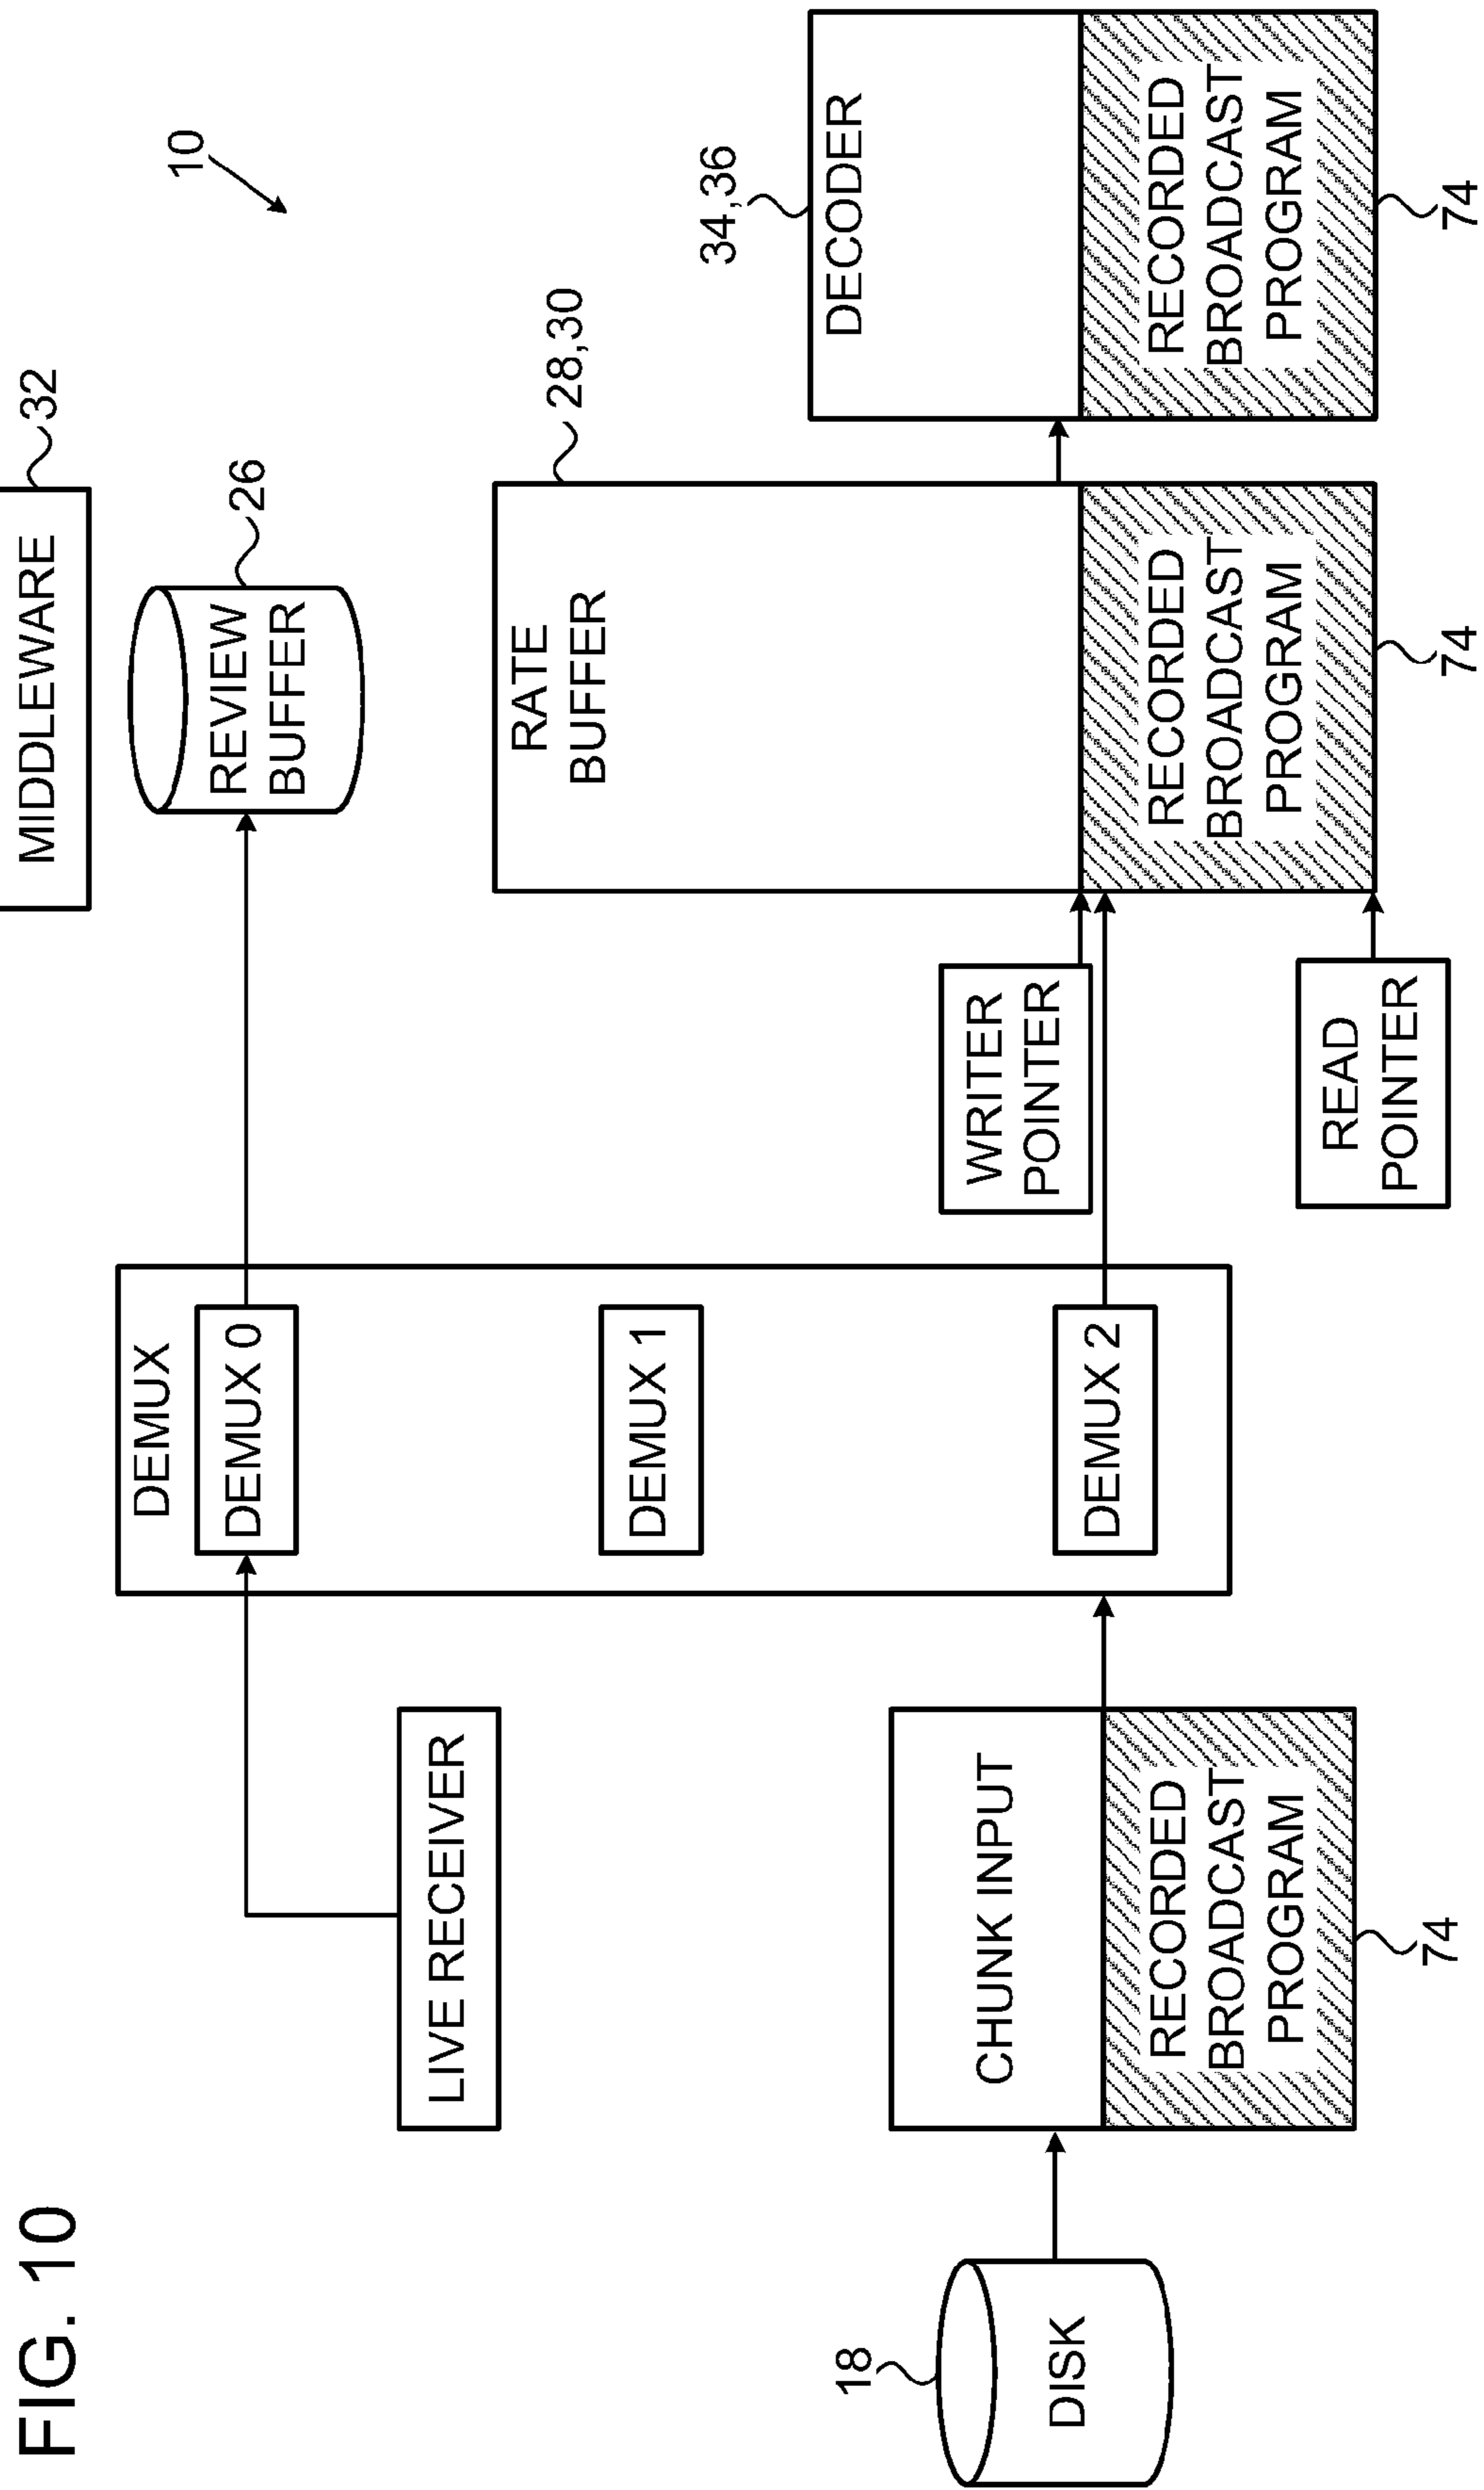 FIG. 10
MIDDLEWARE
32
10
DEMUX
DEMUX 0
REVIEW
BUFFER
26
LIVE RECEIVER
DEMUX 1
RATE
BUFFER
28,30
34,36
DECODER
18
DISK
CHUNK INPUT
RECORDED
BROADCAST
PROGRAM
74
DEMUX 2
WRITER
POINTER
READ
POINTER
RECORDED
BROADCAST
PROGRAM
74
RECORDED
BROADCAST
PROGRAM
74